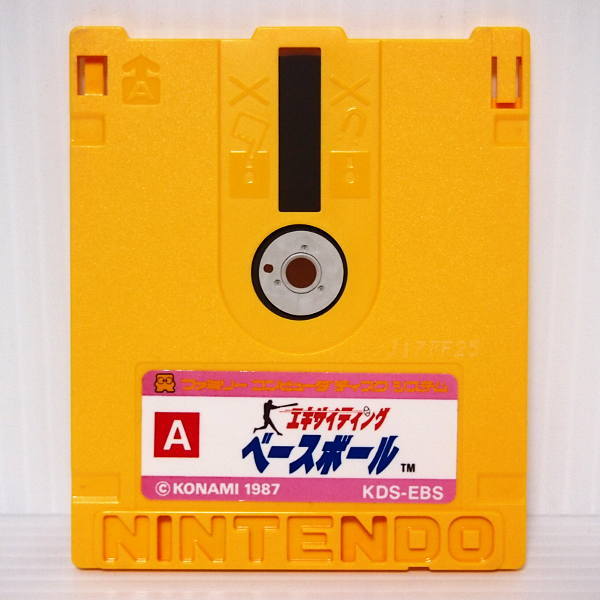 A
ファミリー コンピュータ ディスク システム
A
エキサイティング
ベースボール TM
© KONAMI 1987 KDS-EBS
NINTENDO